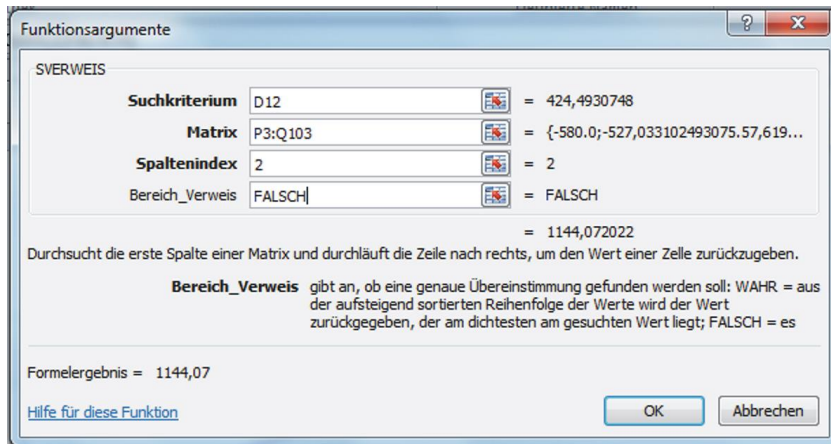 Funktionsargumente
SVERWEIS
Suchkriterium D12 = 424,4930748
Matrix P3:Q103 = {-580.0;-527,033102493075.57,619...
Spaltenindex 2 = 2
Bereich_Verweis FALSCH = FALSCH
= 1144,072022
Durchsucht die erste Spalte einer Matrix und durchläuft die Zeile nach rechts, um den Wert einer Zelle zurückzugeben.
Bereich_Verweis gibt an, ob eine genaue Übereinstimmung gefunden werden soll: WAHR = aus
der aufsteigend sortierten Reihenfolge der Werte wird der Wert
zurückgegeben, der am dichtesten am gesuchten Wert liegt; FALSCH = es
Formelergebnis = 1144,07
Hilfe für diese Funktion
OK Abbrechen